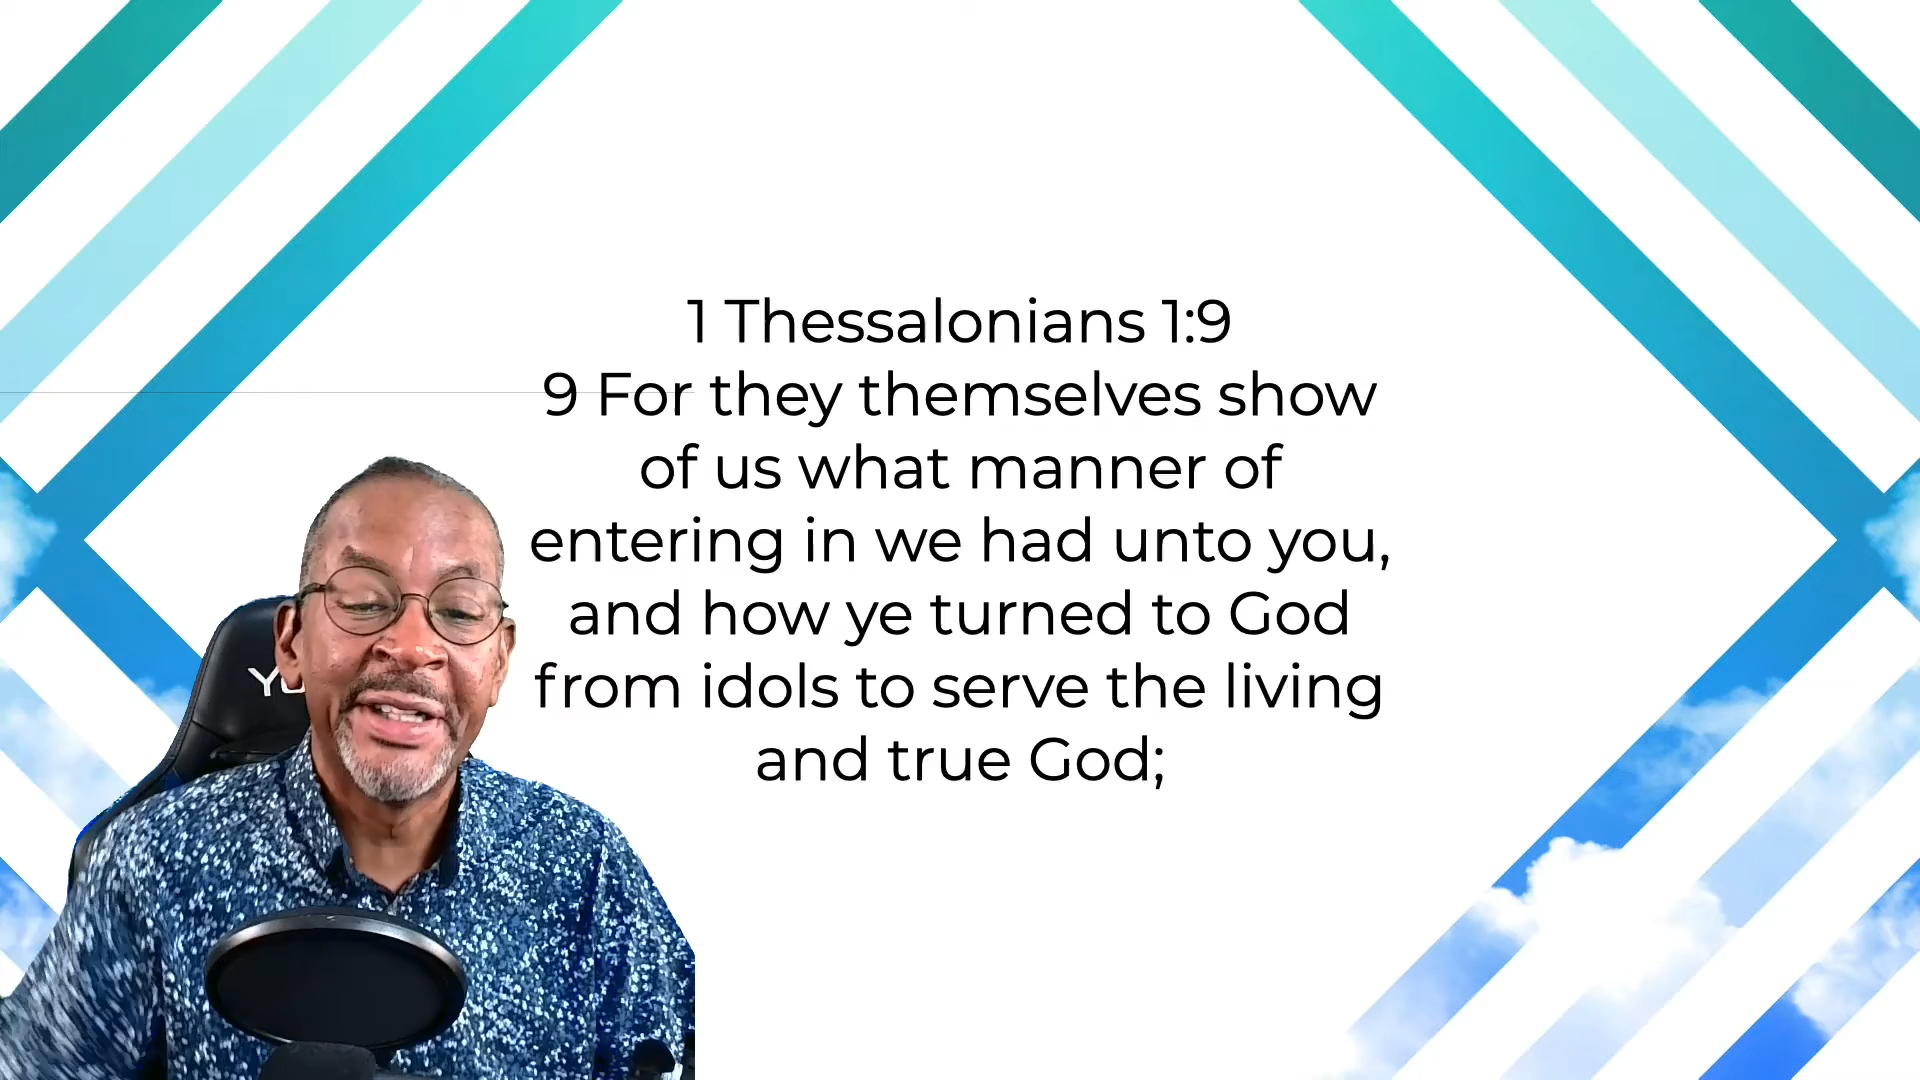 1 Thessalonians 1:9
9 For they themselves show
of us what manner of
entering in we had unto you,
and how ye turned to God
from idols to serve the living
and true God;